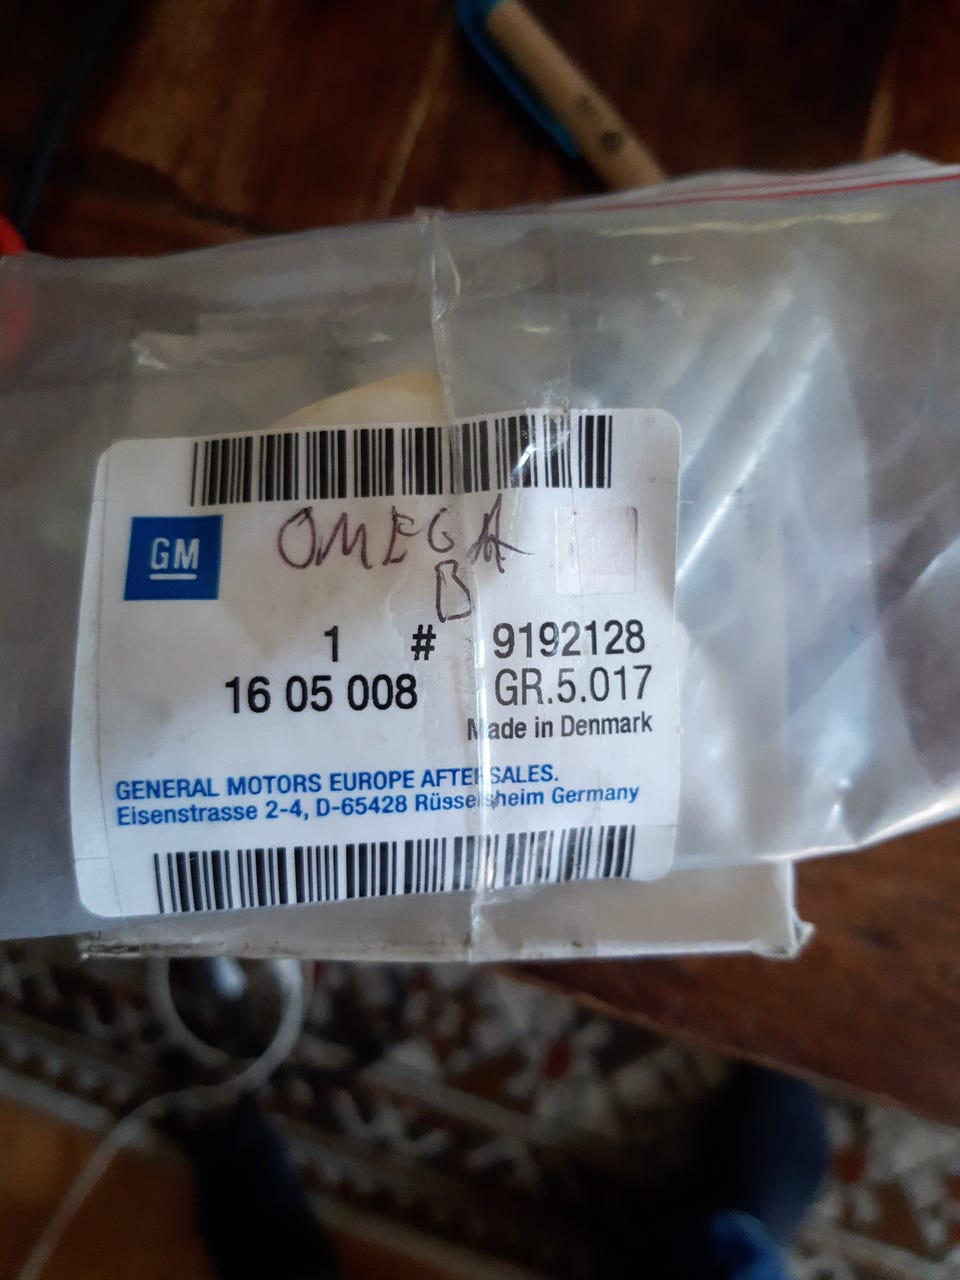 GM
OMEGA
B
1 # 9192128
16 05 008 GR.5.017
Made in Denmark
GENERAL MOTORS EUROPE AFTERSALES.
Eisenstrasse 2-4, D-65428 Rüsselsheim Germany